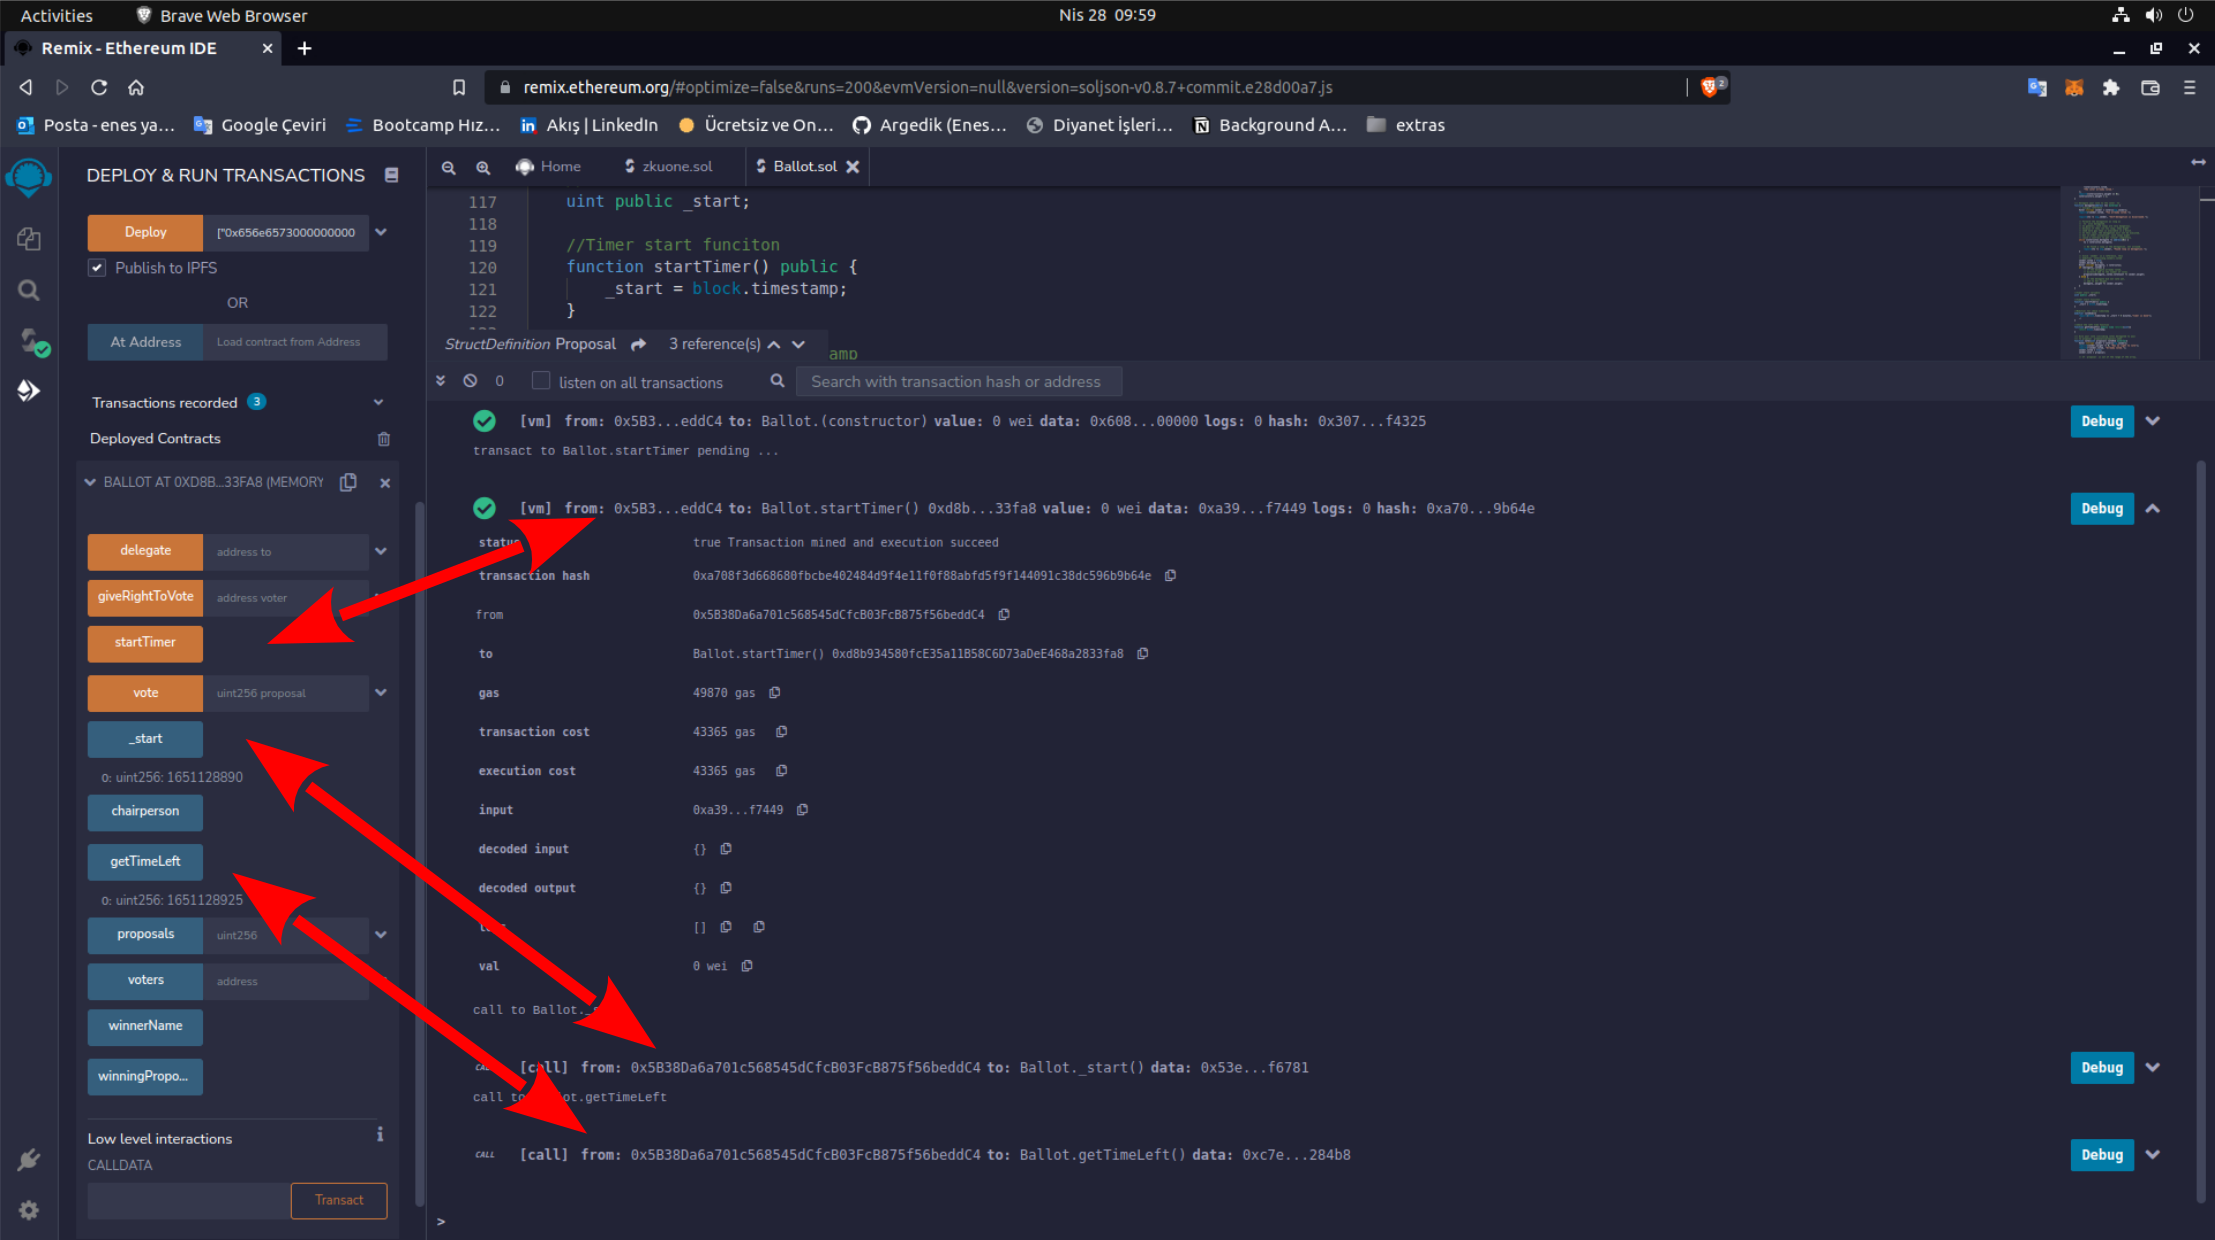 Activities
Brave Web Browser
Nis 28 09:59
Remix - Ethereum IDE
remix.ethereum.org/#optimize=false&runs=200&evmVersion=null&version=soljson-v0.8.7+commit.e28d00a7.js
2
Posta - enes ya...
Google Çeviri
Bootcamp Hız...
Akış | LinkedIn
Ücretsiz ve On...
Argedik (Enes...
Diyanet İşleri...
Background A...
extras
DEPLOY & RUN TRANSACTIONS
Deploy
["0x656e6573000000000
Publish to IPFS
OR
At Address
Load contract from Address
Transactions recorded 3
Deployed Contracts
BALLOT AT 0XD8B...33FA8 (MEMORY
delegate
address to
giveRightToVote
address voter
startTimer
vote
uint256 proposal
_start
0: uint256: 1651128890
chairperson
getTimeLeft
0: uint256: 1651128925
proposals
uint256
voters
address
winnerName
winningPropo...
Low level interactions
CALLDATA
Transact
Home
zkuone.sol
Ballot.sol
117 uint public _start;
118
119 //Timer start funciton
120 function startTimer() public {
121 _start = block.timestamp;
122 }
StructDefinition Proposal
3 reference(s)
amp
0
listen on all transactions
Search with transaction hash or address
[vm] from: 0x5B3...eddC4 to: Ballot.(constructor) value: 0 wei data: 0x608...00000 logs: 0 hash: 0x307...f4325
Debug
transact to Ballot.startTimer pending ...
[vm] from: 0x5B3...eddC4 to: Ballot.startTimer() 0xd8b...33fa8 value: 0 wei data: 0xa39...f7449 logs: 0 hash: 0xa70...9b64e
Debug
status true Transaction mined and execution succeed
transaction hash 0xa708f3d668680fbcbe402484d9f4e11f0f88abfd5f9f144091c38dc596b9b64e
from 0x5B38Da6a701c568545dCfcB03FcB875f56beddC4
to Ballot.startTimer() 0xd8b934580fcE35a11B58C6D73aDeE468a2833fa8
gas 49870 gas
transaction cost 43365 gas
execution cost 43365 gas
input 0xa39...f7449
decoded input {}
decoded output {}
[]
val 0 wei
call to Ballot._
CALL [call] from: 0x5B38Da6a701c568545dCfcB03FcB875f56beddC4 to: Ballot._start() data: 0x53e...f6781
Debug
call to Ballot.getTimeLeft
CALL [call] from: 0x5B38Da6a701c568545dCfcB03FcB875f56beddC4 to: Ballot.getTimeLeft() data: 0xc7e...284b8
Debug
>